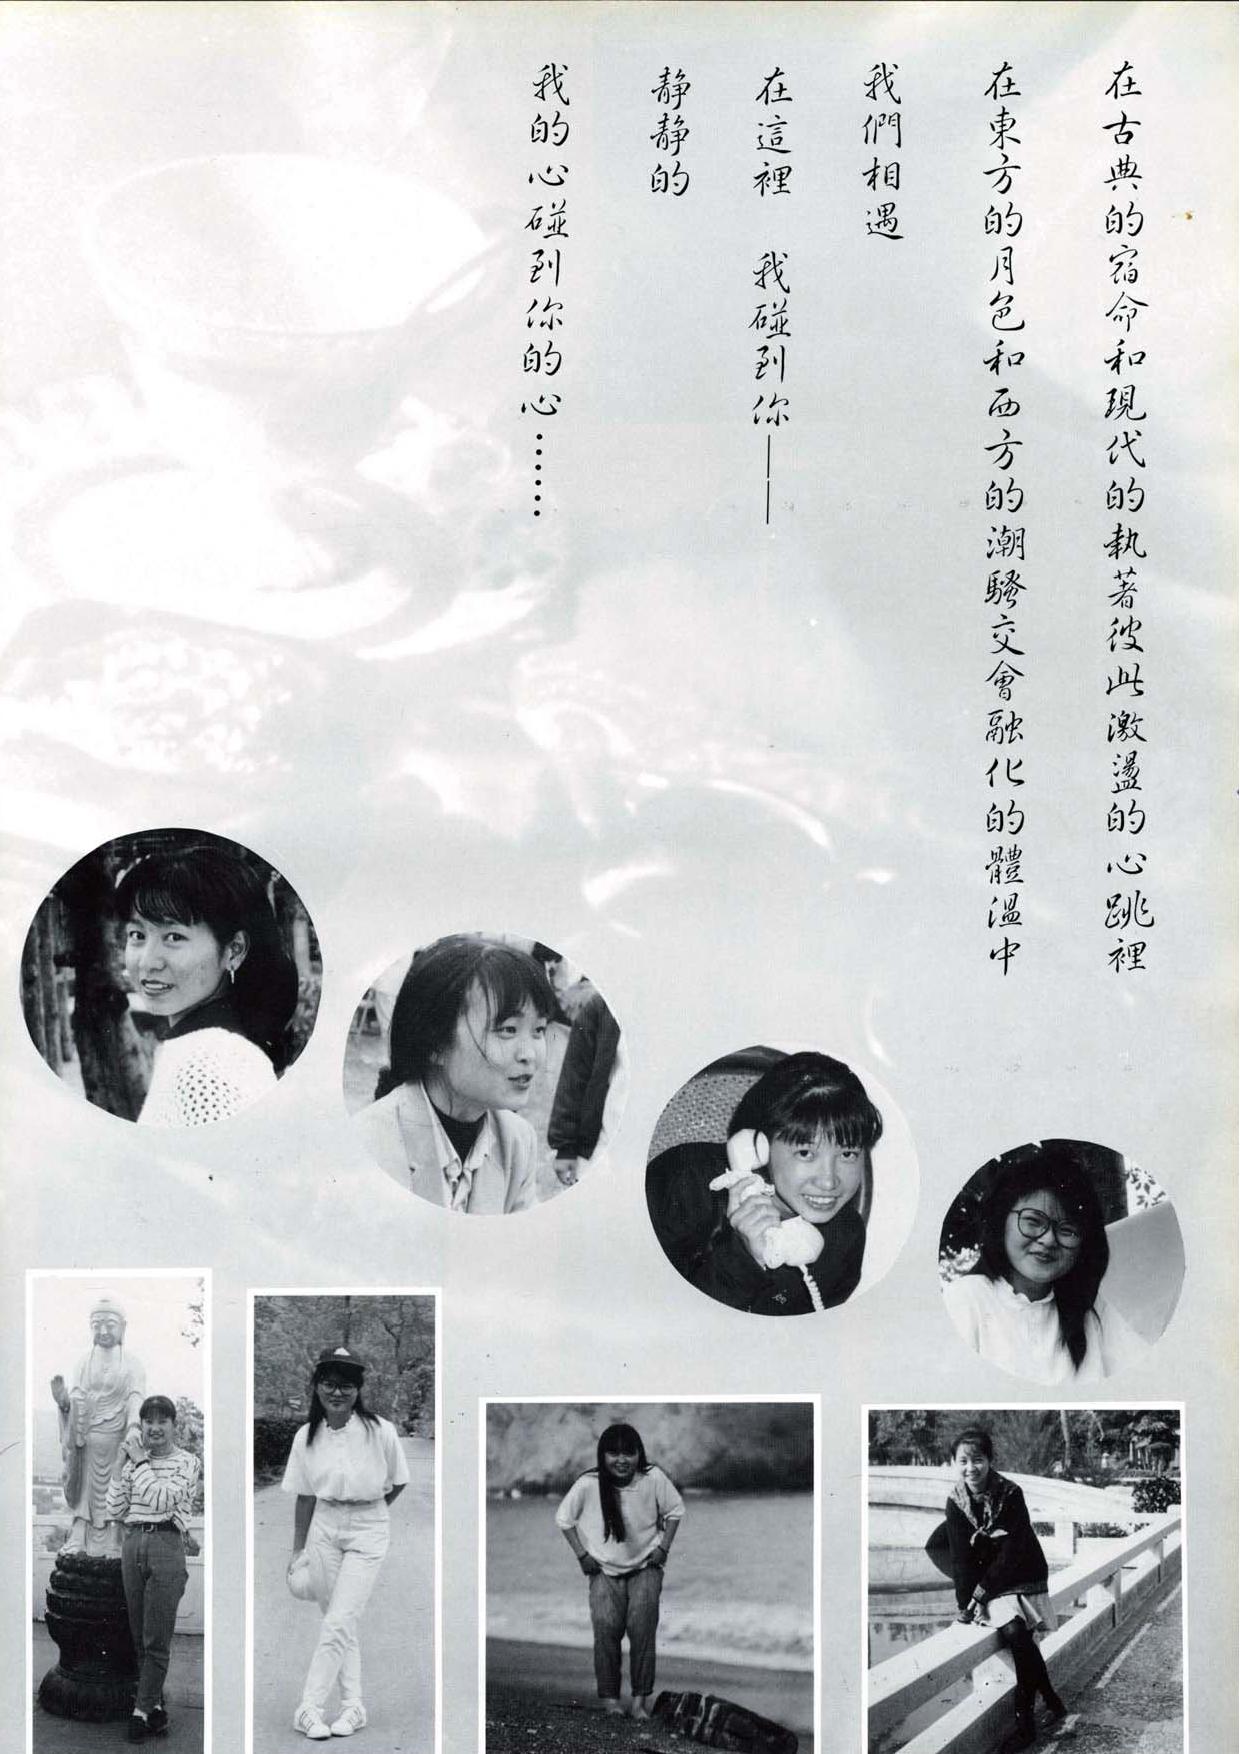 在古典的宿命和現代的執著彼此激盪的心跳裡
在東方的月色和西方的潮騷交會融化的體溫中
我們相遇
在這裡　我碰到你——
靜靜的
我的心碰到你的心……